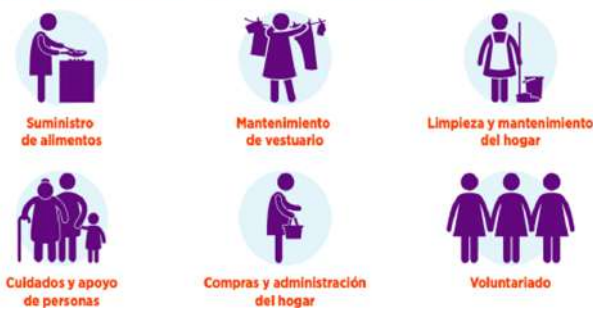 Suministro
de alimentos
Mantenimiento
de vestuario
Limpieza y mantenimiento
del hogar
Cuidados y apoyo
de personas
Compras y administración
del hogar
Voluntariado